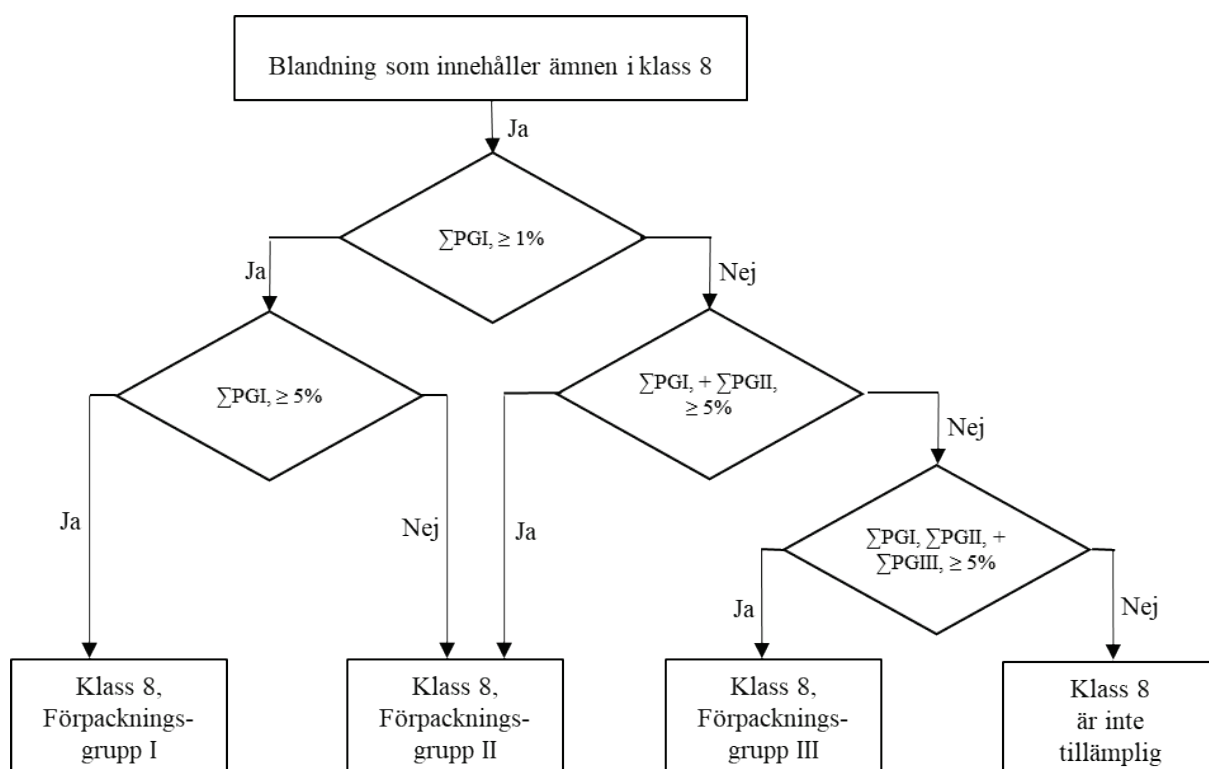 Blandning som innehåller ämnen i klass 8
Ja
∑PGI, ≥ 1%
Ja
Nej
∑PGI, ≥ 5%
∑PGI, + ∑PGII,
≥ 5%
Nej
Ja
Nej
Ja
∑PGI, ∑PGII, +
∑PGIII, ≥ 5%
Ja
Nej
Klass 8,
Förpacknings-
grupp I
Klass 8,
Förpacknings-
grupp II
Klass 8,
Förpacknings-
grupp III
Klass 8
är inte
tillämplig